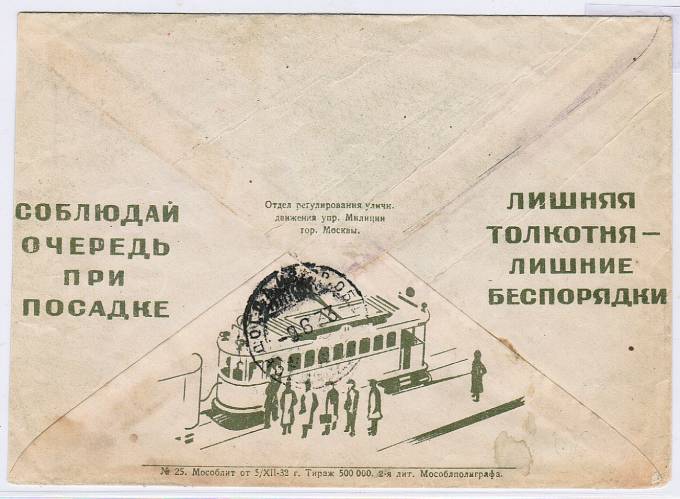 СОБЛЮДАЙ
ОЧЕРЕДЬ
ПРИ
ПОСАДКЕ
Отдел регулирования уличн.
движения упр. Милиции
гор. Москвы.
ЛИШНЯЯ
ТОЛКОТНЯ—
ЛИШНИЕ
БЕСПОРЯДКИ
№ 25. Мособлит от 5/XII-32 г. Тираж 500 000. 2-я лит. Мособлполиграфа.